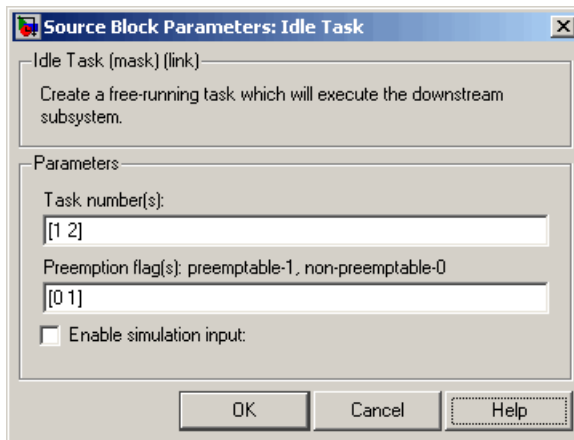 Source Block Parameters: Idle Task
Idle Task (mask) (link)
Create a free-running task which will execute the downstream
subsystem.
Parameters
Task number(s):
[1 2]
Preemption flag(s): preemptable-1, non-preemptable-0
[0 1]
Enable simulation input:
OK Cancel Help